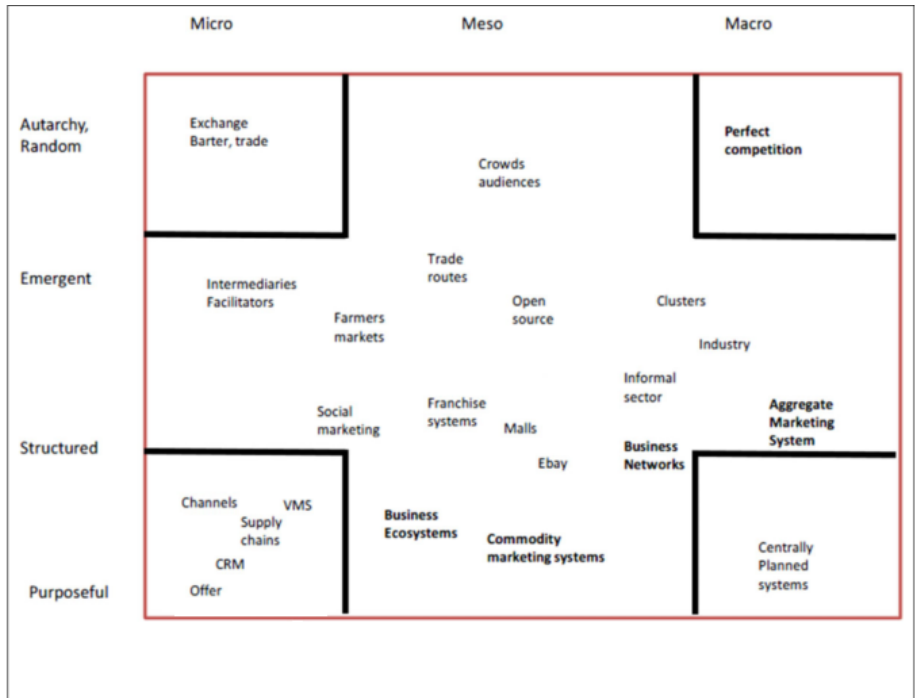 Micro
Meso
Macro
Autarchy,
Random
Exchange
Barter, trade
Crowds
audiences
Perfect
competition
Emergent
Intermediaries
Facilitators
Trade
routes
Farmers
markets
Open
source
Clusters
Industry
Informal
sector
Structured
Social
marketing
Franchise
systems
Malls
Ebay
Business
Networks
Aggregate
Marketing
System
Purposeful
Channels
VMS
Supply
chains
CRM
Offer
Business
Ecosystems
Commodity
marketing systems
Centrally
Planned
systems